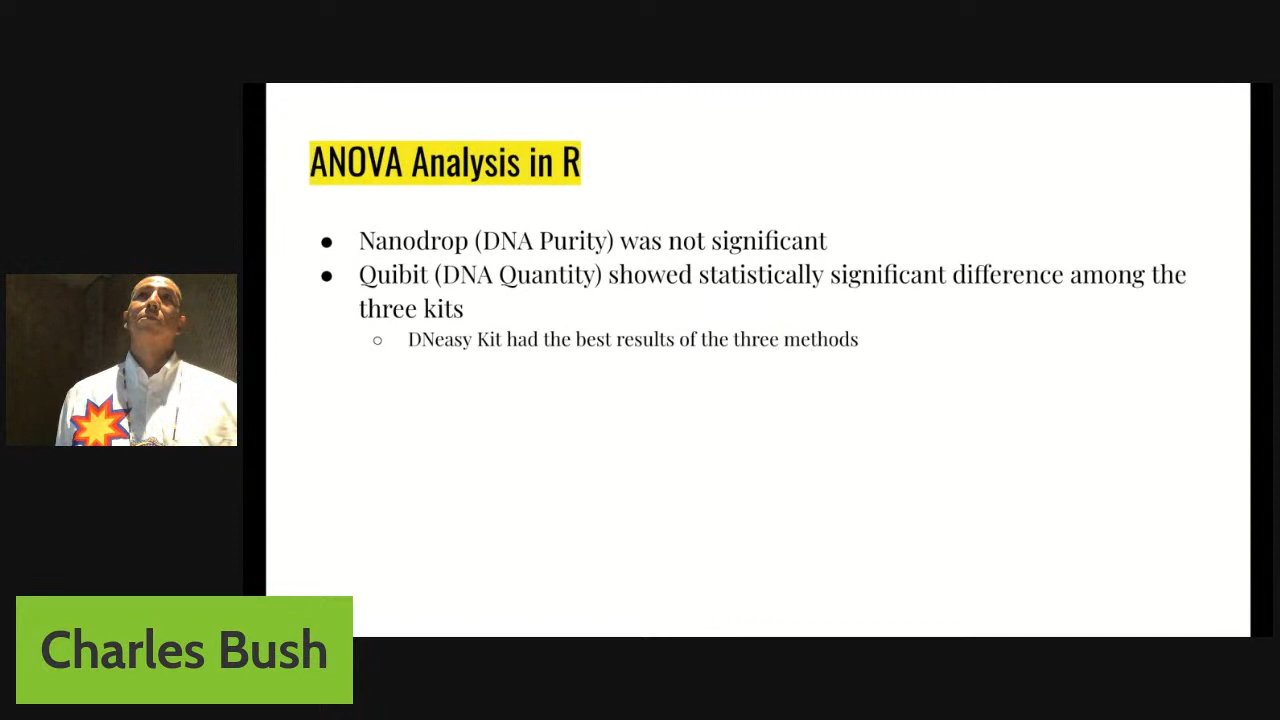 ANOVA Analysis in R
● Nanodrop (DNA Purity) was not significant
● Quibit (DNA Quantity) showed statistically significant difference among the
three kits
○ DNeasy Kit had the best results of the three methods
Charles Bush